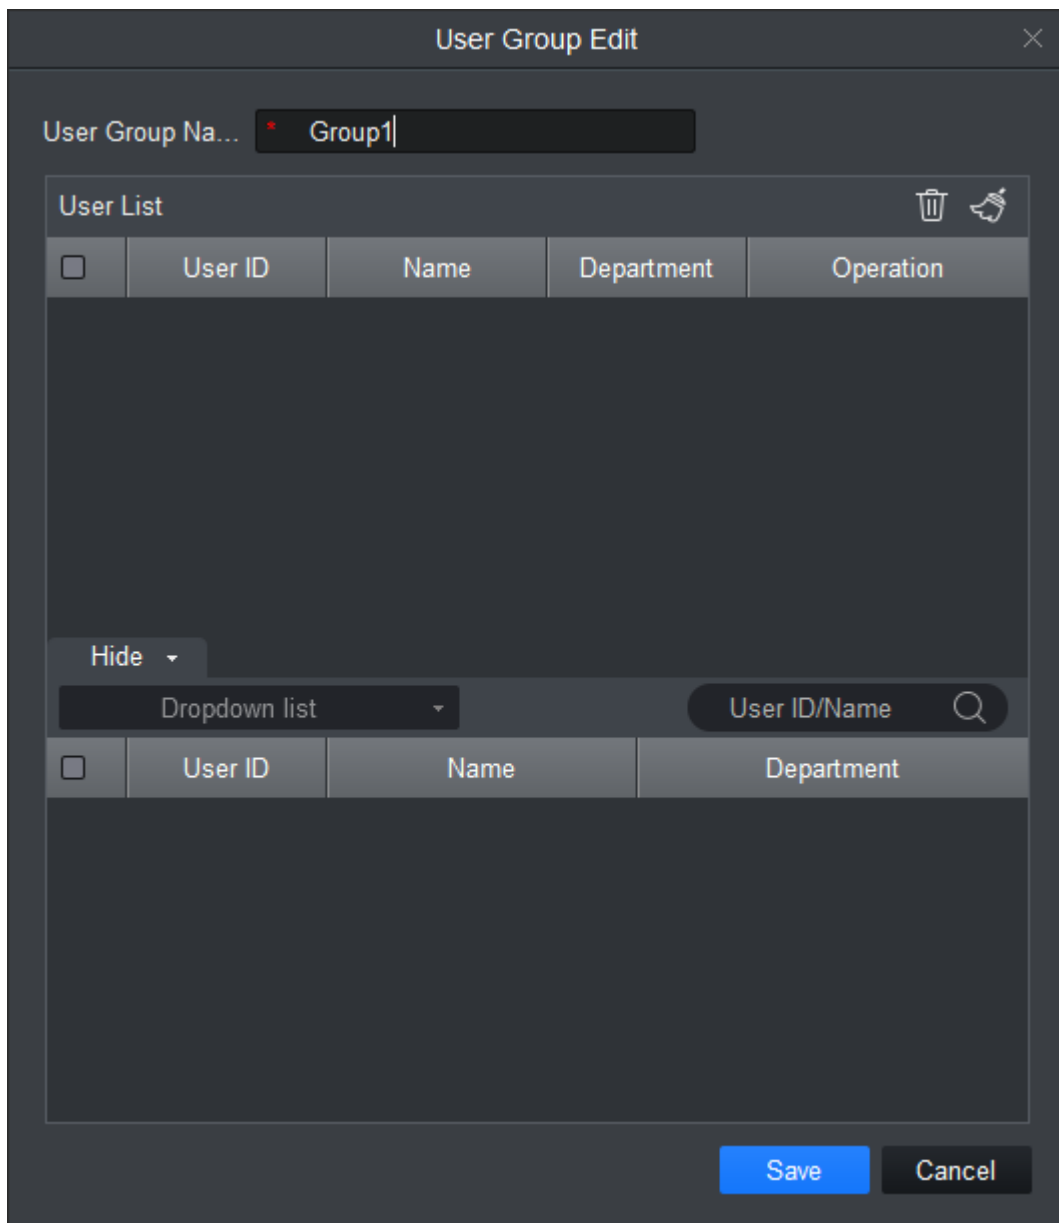 User Group Edit
User Group Na... * Group1
User List
User ID Name Department Operation
Hide
Dropdown list User ID/Name
User ID Name Department
Save Cancel